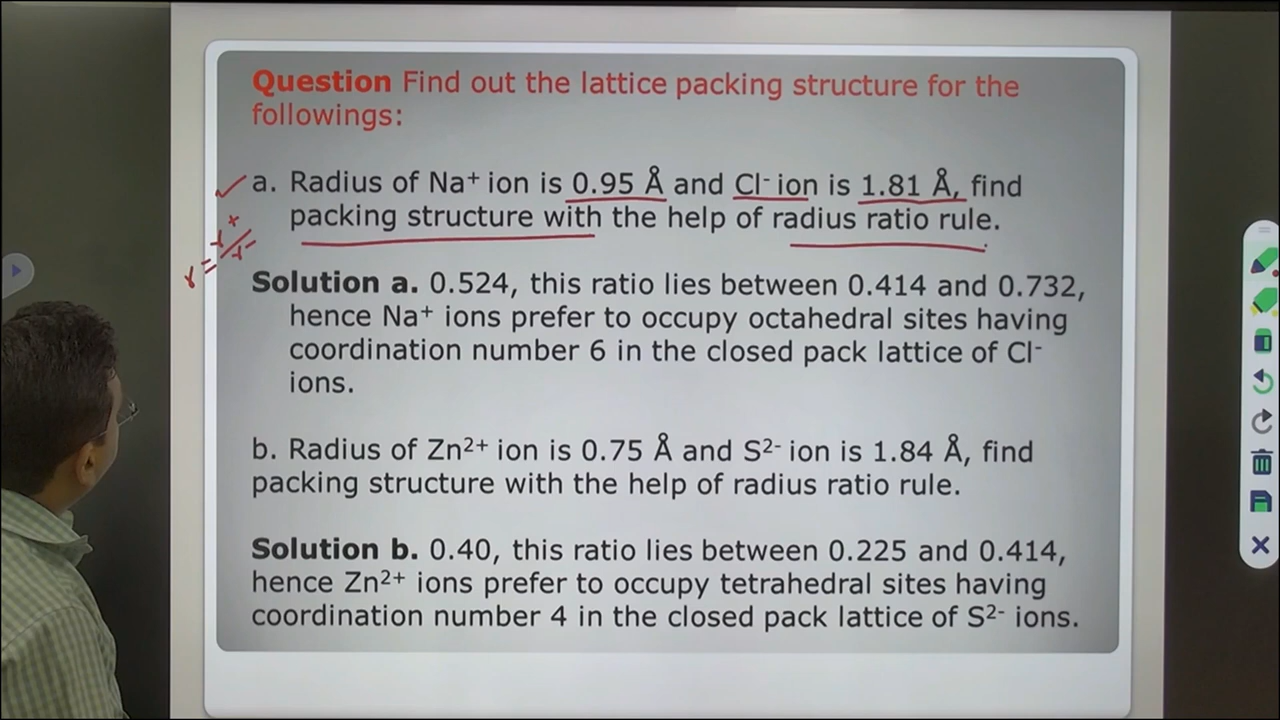 Question Find out the lattice packing structure for the
followings:
a. Radius of Na⁺ ion is 0.95 Å and Cl⁻ ion is 1.81 Å, find
packing structure with the help of radius ratio rule.
r = r⁺/r⁻
Solution a. 0.524, this ratio lies between 0.414 and 0.732,
hence Na⁺ ions prefer to occupy octahedral sites having
coordination number 6 in the closed pack lattice of Cl⁻
ions.
b. Radius of Zn²⁺ ion is 0.75 Å and S²⁻ ion is 1.84 Å, find
packing structure with the help of radius ratio rule.
Solution b. 0.40, this ratio lies between 0.225 and 0.414,
hence Zn²⁺ ions prefer to occupy tetrahedral sites having
coordination number 4 in the closed pack lattice of S²⁻ ions.